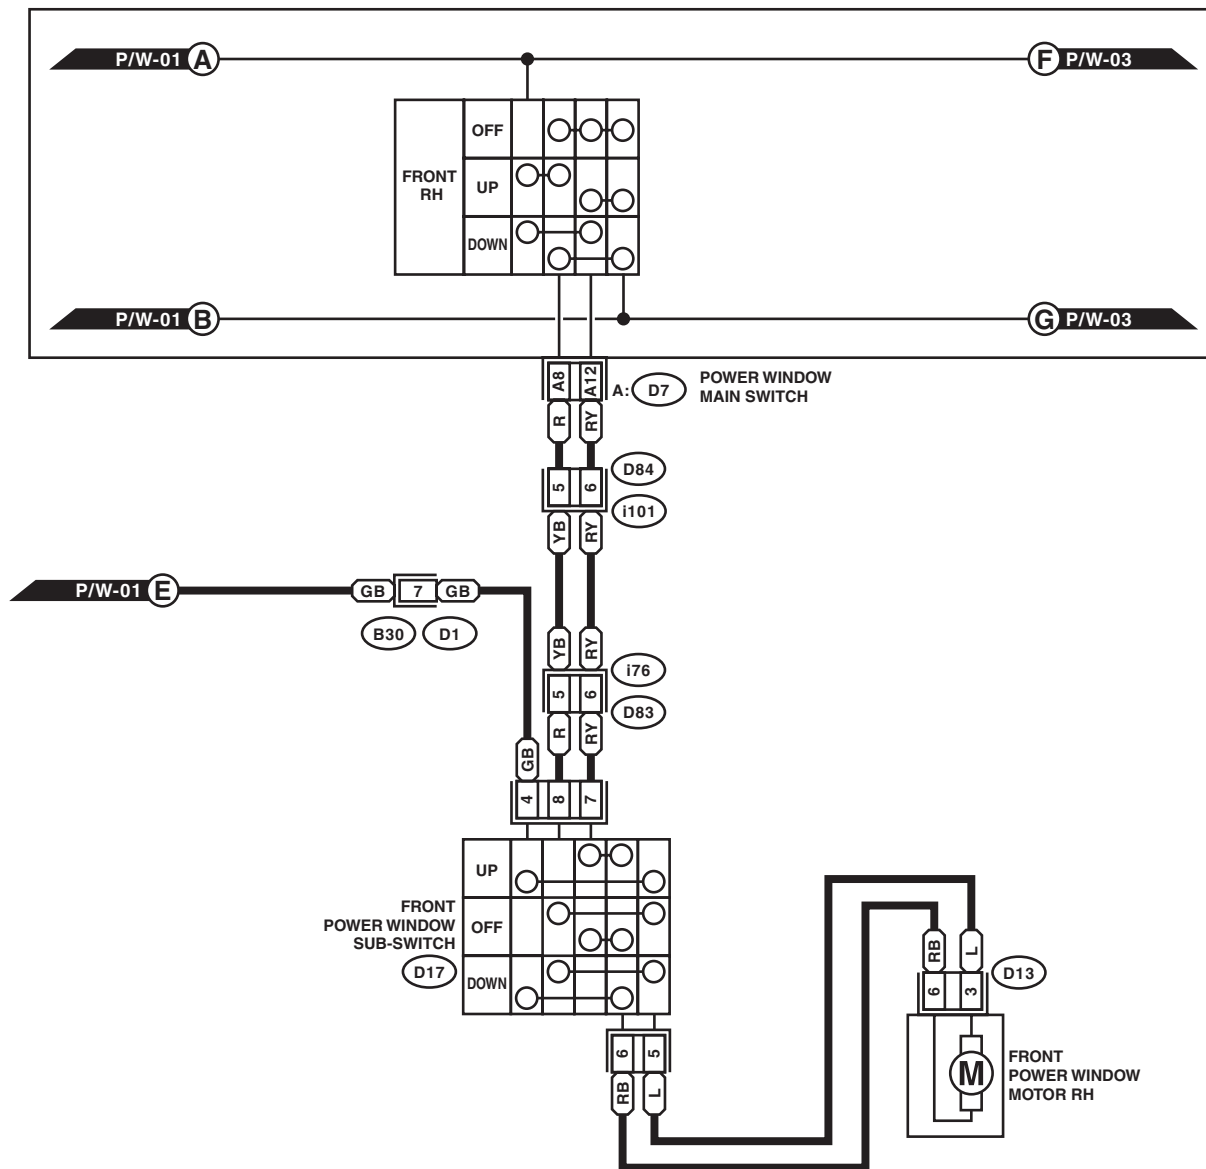 P/W-01 A
F P/W-03
FRONT
RH
OFF
UP
DOWN
P/W-01 B
G P/W-03
A8 A12
A: D7
POWER WINDOW
MAIN SWITCH
R RY
D84
5 6
i101
YB RY
P/W-01 E
GB 7 GB
B30 D1
YB RY
i76
5 6
D83
R RY
GB
4 8 7
UP
OFF
DOWN
FRONT
POWER WINDOW
SUB-SWITCH
D17
6 5
RB L
RB L
6 3
D13
M
FRONT
POWER WINDOW
MOTOR RH